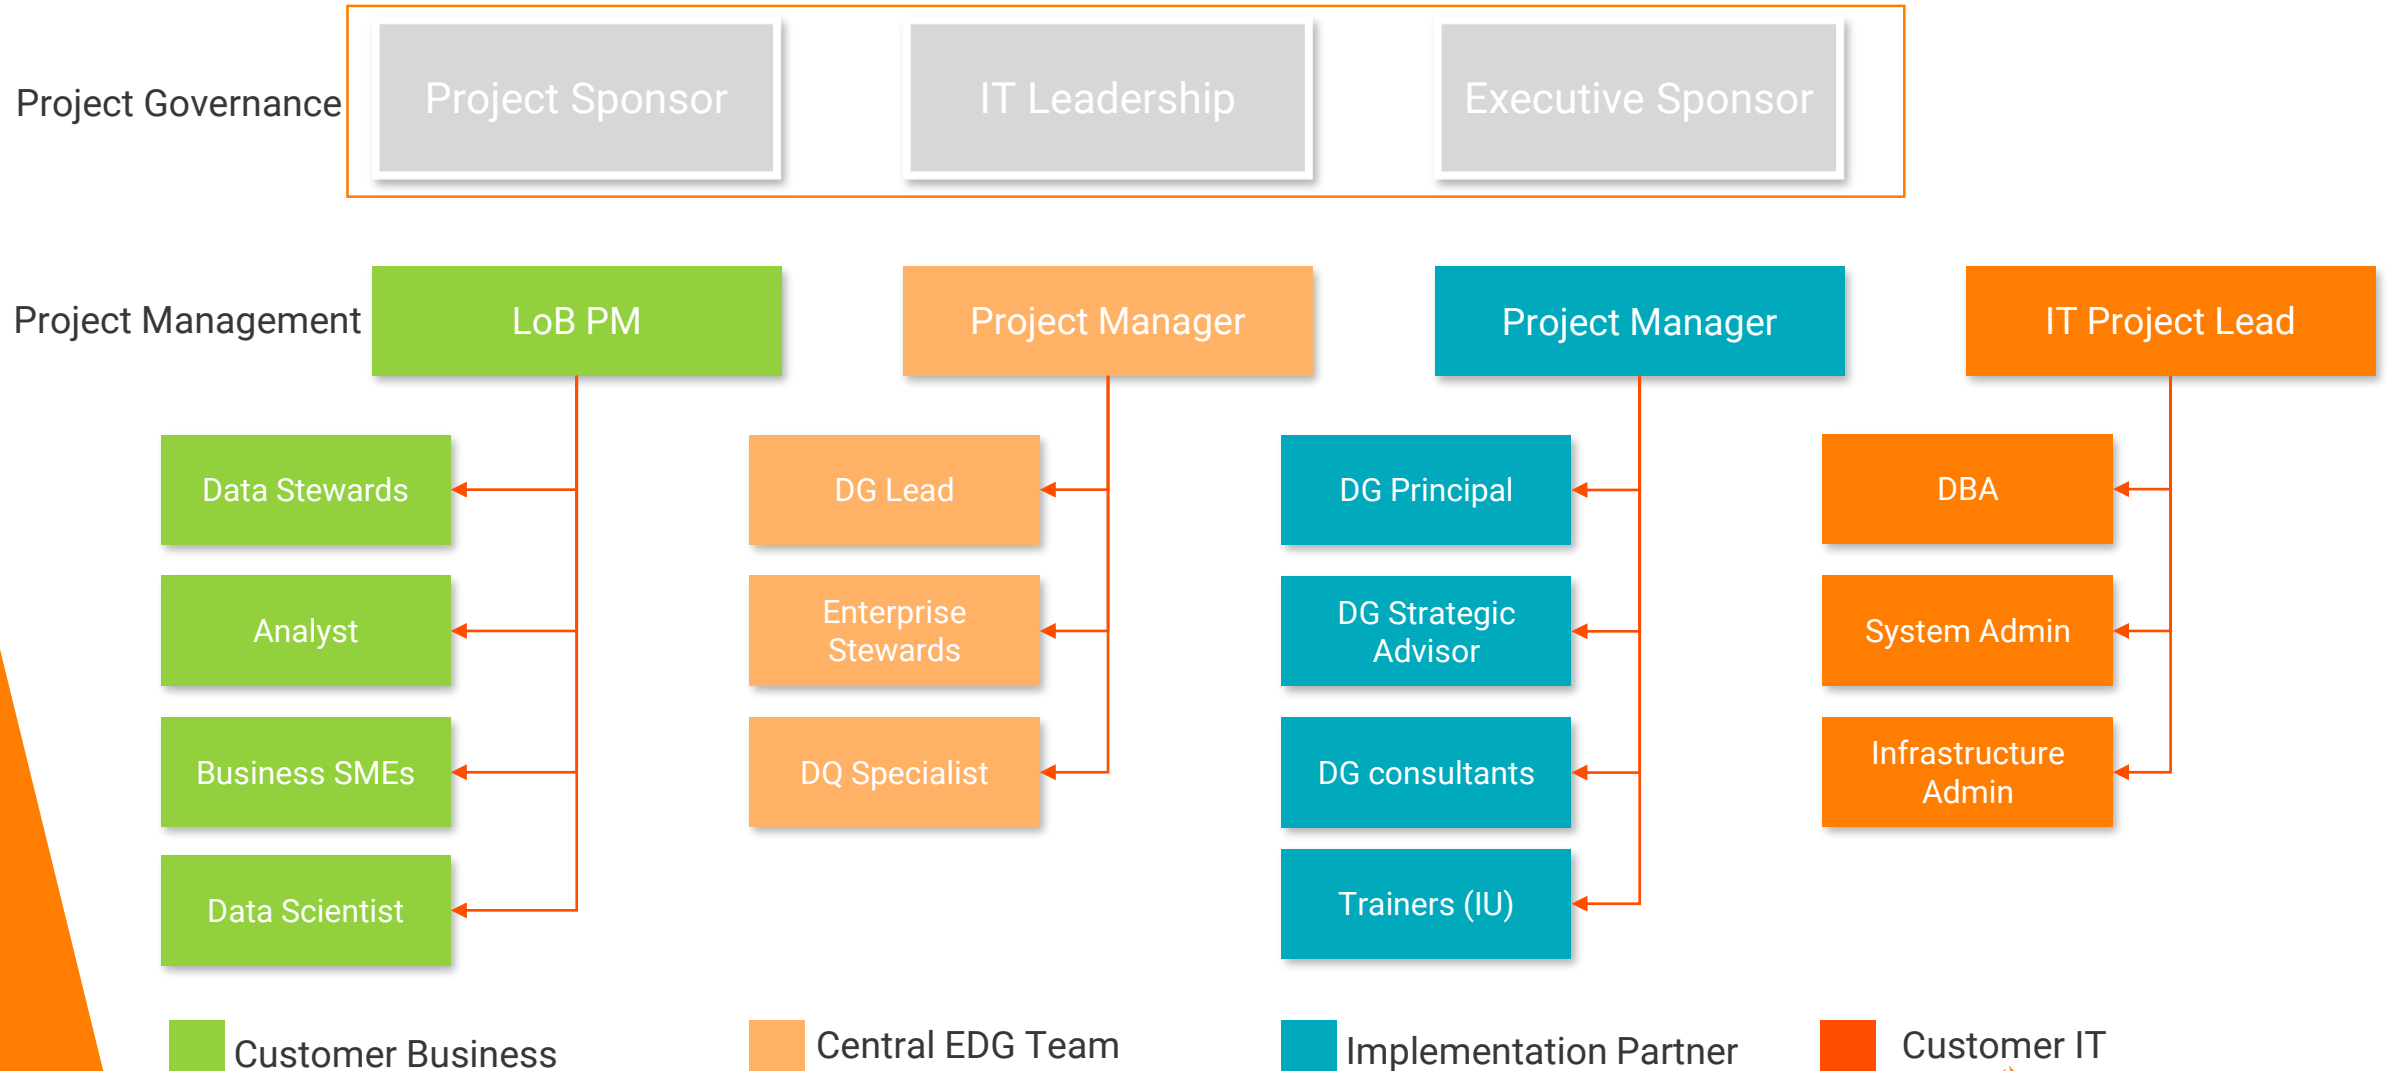 Project Governance
Project Sponsor
IT Leadership
Executive Sponsor
Project Management
LoB PM
Project Manager
Project Manager
IT Project Lead
Data Stewards
DG Lead
DG Principal
DBA
Analyst
Enterprise
Stewards
DG Strategic
Advisor
System Admin
Business SMEs
DQ Specialist
DG consultants
Infrastructure
Admin
Data Scientist
Trainers (IU)
Customer Business
Central EDG Team
Implementation Partner
Customer IT